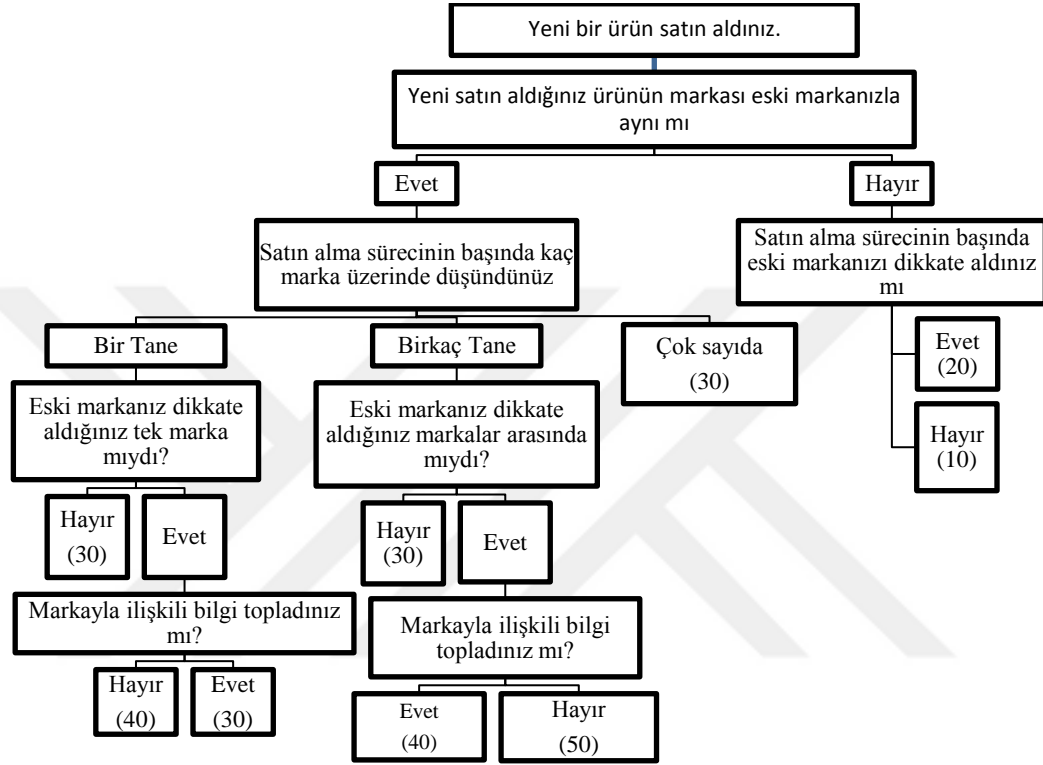 Yeni bir ürün satın aldınız.
Yeni satın aldığınız ürünün markası eski markanızla
aynı mı
Evet
Hayır
Satın alma sürecinin başında kaç
marka üzerinde düşündünüz
Satın alma sürecinin başında
eski markanızı dikkate aldınız
mı
Bir Tane
Birkaç Tane
Çok sayıda
(30)
Evet
(20)
Hayır
(10)
Eski markanız dikkate
aldığınız tek marka
mıydı?
Eski markanız dikkate
aldığınız markalar arasında
mıydı?
Hayır
(30)
Evet
Hayır
(30)
Evet
Markayla ilişkili bilgi topladınız
mı?
Markayla ilişkili bilgi
topladınız mı?
Hayır
(40)
Evet
(30)
Evet
(40)
Hayır
(50)